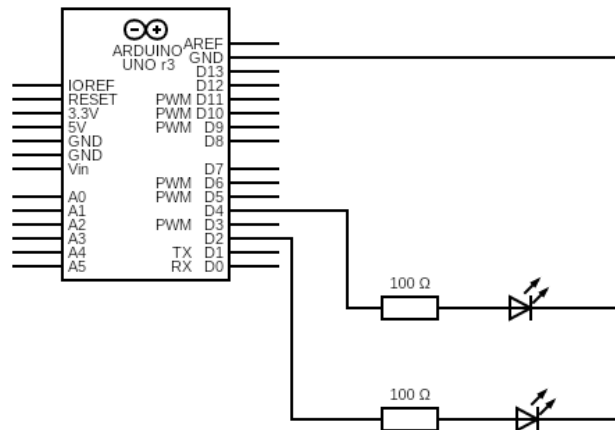 ARDUINO
UNO r3
IOREF
RESET
3.3V
5V
GND
GND
Vin
A0
A1
A2
A3
A4
A5
AREF
GND
D13
D12
PWM D11
PWM D10
PWM D9
D8
D7
PWM D6
PWM D5
D4
PWM D3
D2
TX D1
RX D0
100 Ω
100 Ω